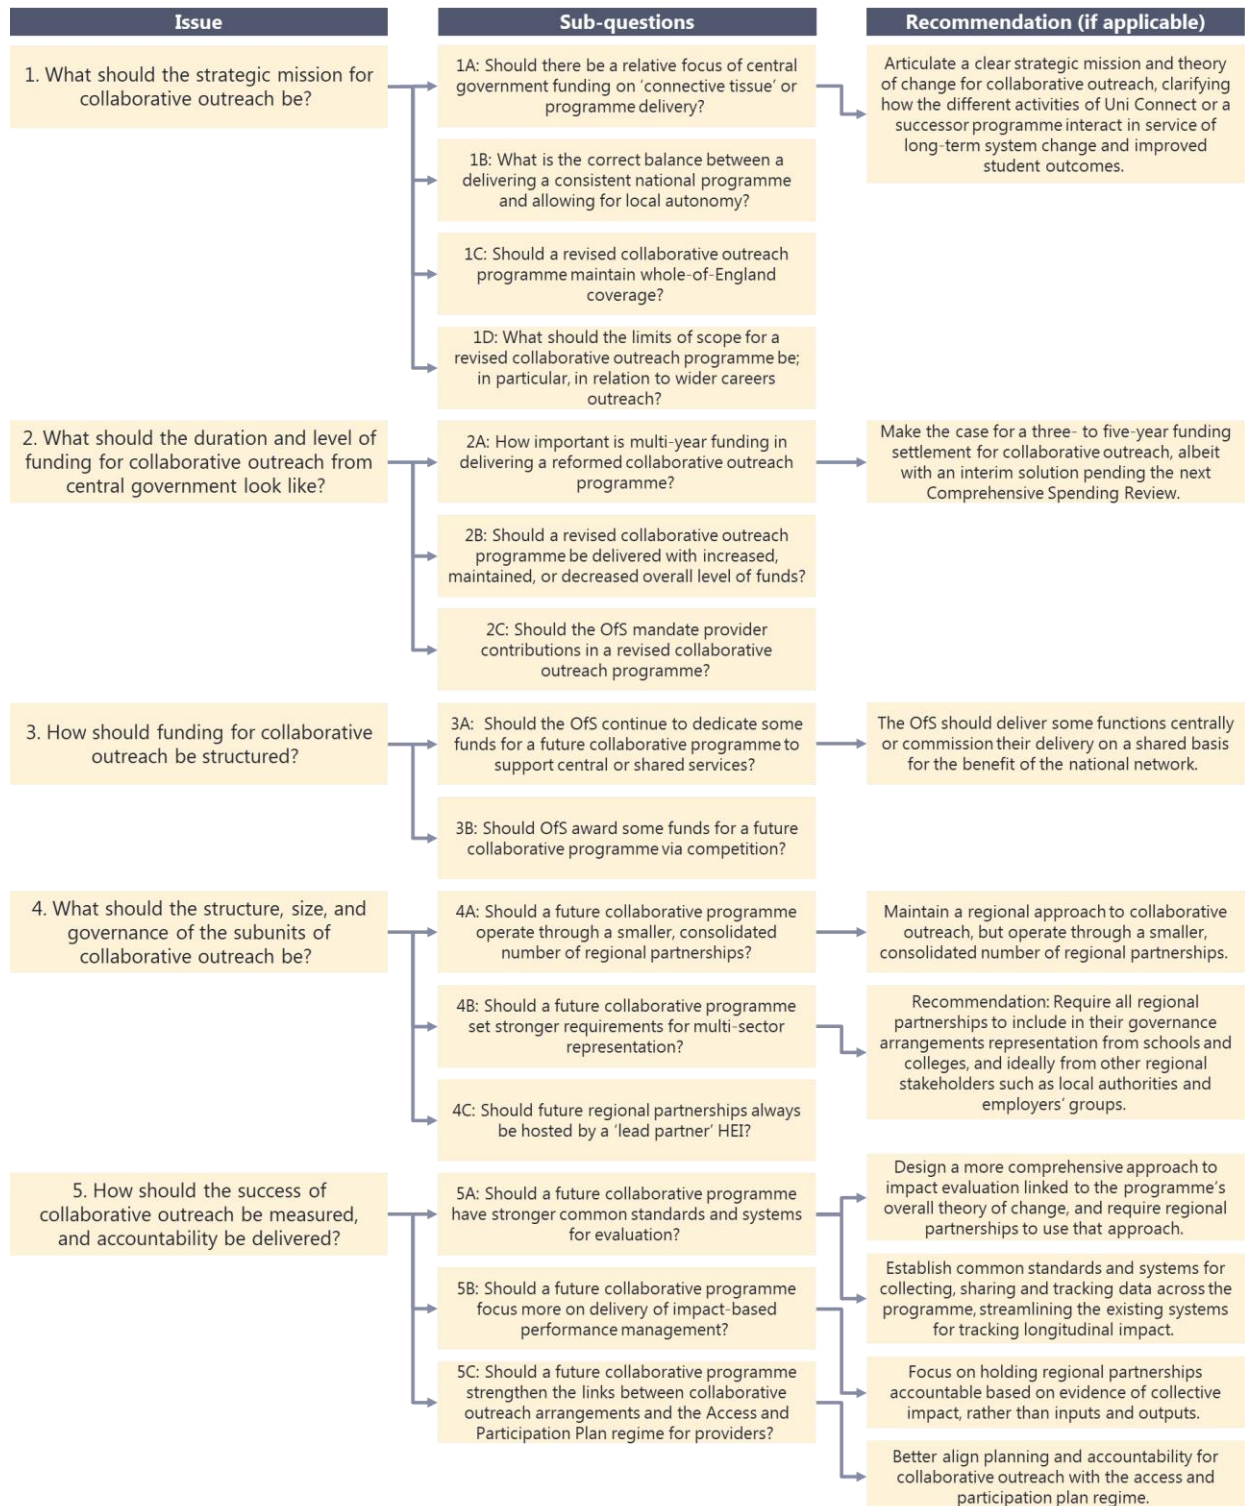 Issue
Sub-questions
Recommendation (if applicable)
1. What should the strategic mission for
collaborative outreach be?
1A: Should there be a relative focus of central
government funding on ‘connective tissue’ or
programme delivery?
Articulate a clear strategic mission and theory
of change for collaborative outreach, clarifying
how the different activities of Uni Connect or a
successor programme interact in service of
long-term system change and improved
student outcomes.
1B: What is the correct balance between a
delivering a consistent national programme
and allowing for local autonomy?
1C: Should a revised collaborative outreach
programme maintain whole-of-England
coverage?
1D: What should the limits of scope for a
revised collaborative outreach programme be;
in particular, in relation to wider careers
outreach?
2. What should the duration and level of
funding for collaborative outreach from
central government look like?
2A: How important is multi-year funding in
delivering a reformed collaborative outreach
programme?
Make the case for a three- to five-year funding
settlement for collaborative outreach, albeit
with an interim solution pending the next
Comprehensive Spending Review.
2B: Should a revised collaborative outreach
programme be delivered with increased,
maintained, or decreased overall level of funds?
2C: Should the OfS mandate provider
contributions in a revised collaborative
outreach programme?
3. How should funding for collaborative
outreach be structured?
3A: Should the OfS continue to dedicate some
funds for a future collaborative programme to
support central or shared services?
The OfS should deliver some functions centrally
or commission their delivery on a shared basis
for the benefit of the national network.
3B: Should OfS award some funds for a future
collaborative programme via competition?
4. What should the structure, size, and
governance of the subunits of
collaborative outreach be?
4A: Should a future collaborative programme
operate through a smaller, consolidated
number of regional partnerships?
Maintain a regional approach to collaborative
outreach, but operate through a smaller,
consolidated number of regional partnerships.
4B: Should a future collaborative programme
set stronger requirements for multi-sector
representation?
Recommendation: Require all regional
partnerships to include in their governance
arrangements representation from schools and
colleges, and ideally from other regional
stakeholders such as local authorities and
employers’ groups.
4C: Should future regional partnerships always
be hosted by a ‘lead partner’ HEI?
5. How should the success of
collaborative outreach be measured,
and accountability be delivered?
5A: Should a future collaborative programme
have stronger common standards and systems
for evaluation?
Design a more comprehensive approach to
impact evaluation linked to the programme’s
overall theory of change, and require regional
partnerships to use that approach.
Establish common standards and systems for
collecting, sharing and tracking data across the
programme, streamlining the existing systems
for tracking longitudinal impact.
5B: Should a future collaborative programme
focus more on delivery of impact-based
performance management?
Focus on holding regional partnerships
accountable based on evidence of collective
impact, rather than inputs and outputs.
5C: Should a future collaborative programme
strengthen the links between collaborative
outreach arrangements and the Access and
Participation Plan regime for providers?
Better align planning and accountability for
collaborative outreach with the access and
participation plan regime.